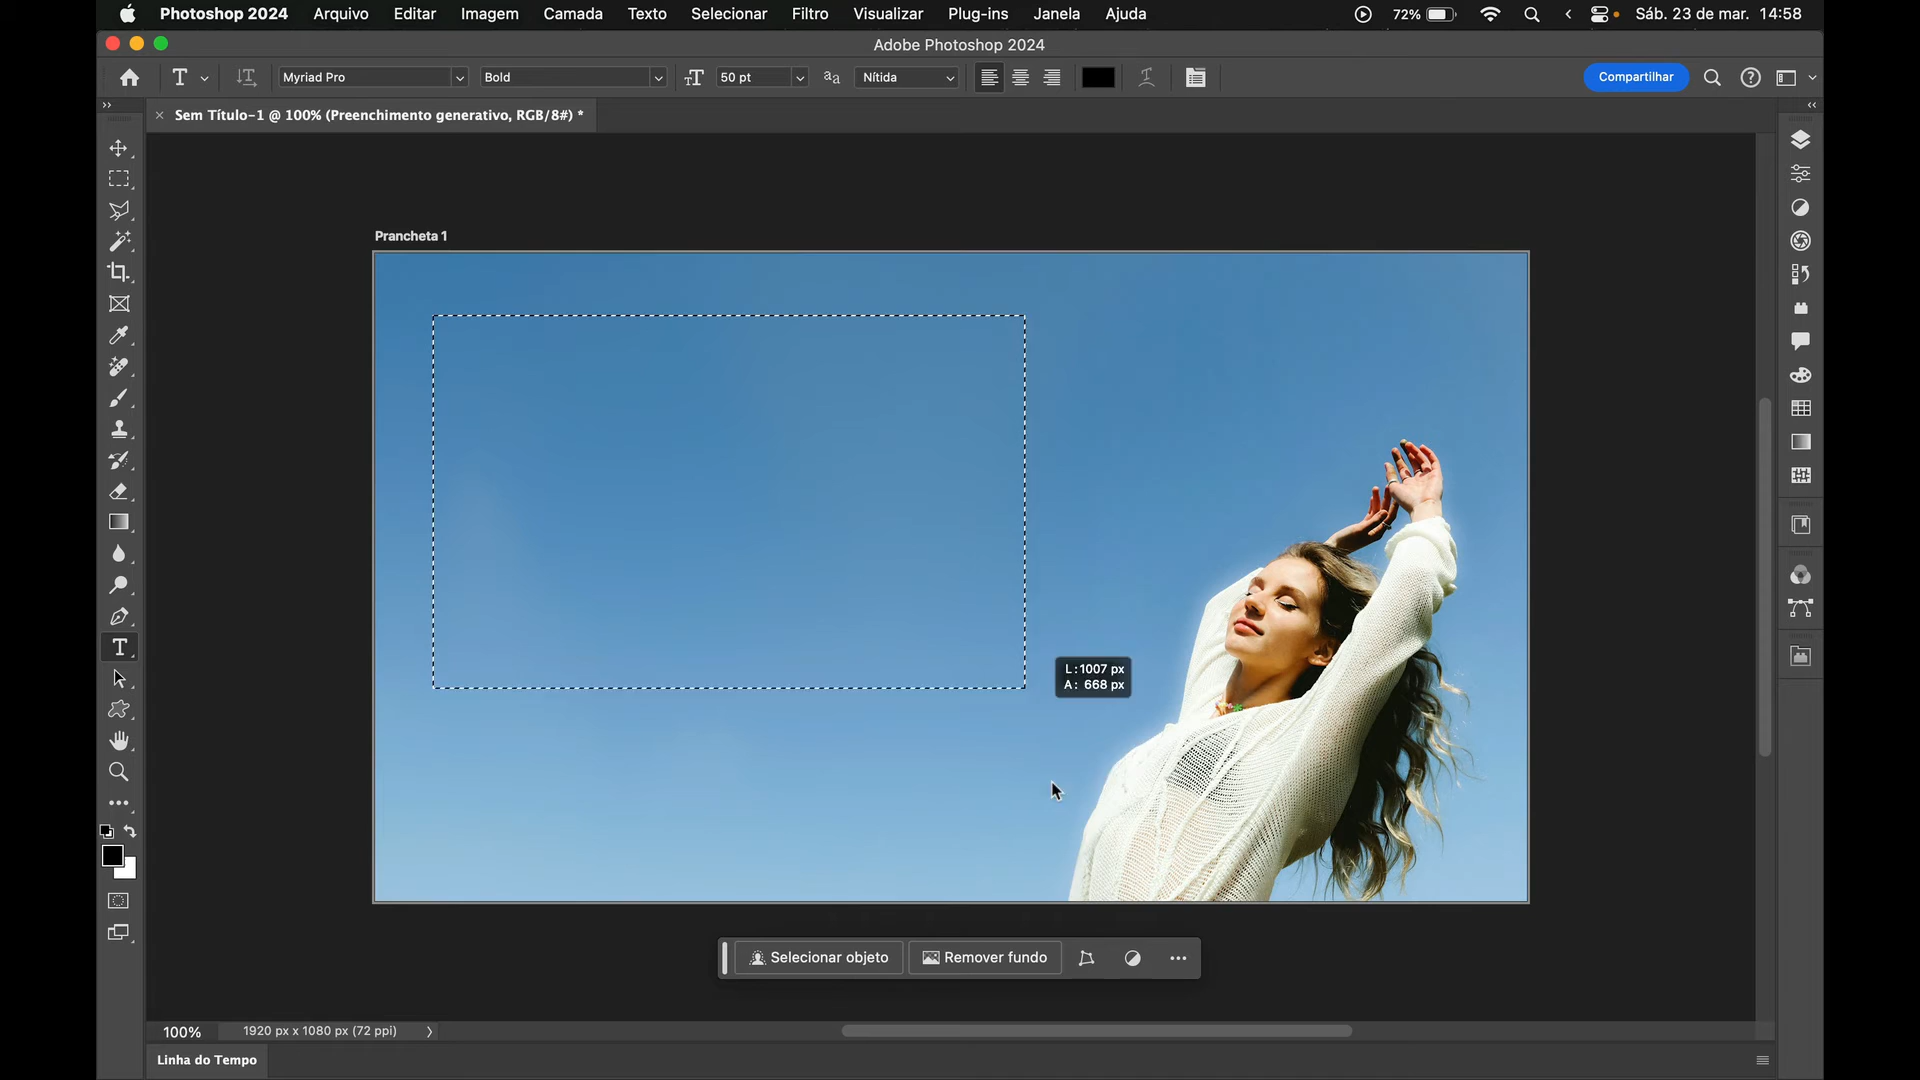 Photoshop 2024 Arquivo Editar Imagem Camada Texto Selecionar Filtro Visualizar Plug-ins Janela Ajuda 72% Sáb. 23 de mar. 14:58
Adobe Photoshop 2024
T Myriad Pro Bold 50 pt Nítida Compartilhar
Sem Título-1 @ 100% (Preenchimento generativo, RGB/8#) *
Prancheta 1
L: 1007 px
A: 668 px
Selecionar objeto Remover fundo
100% 1920 px x 1080 px (72 ppi)
Linha do Tempo